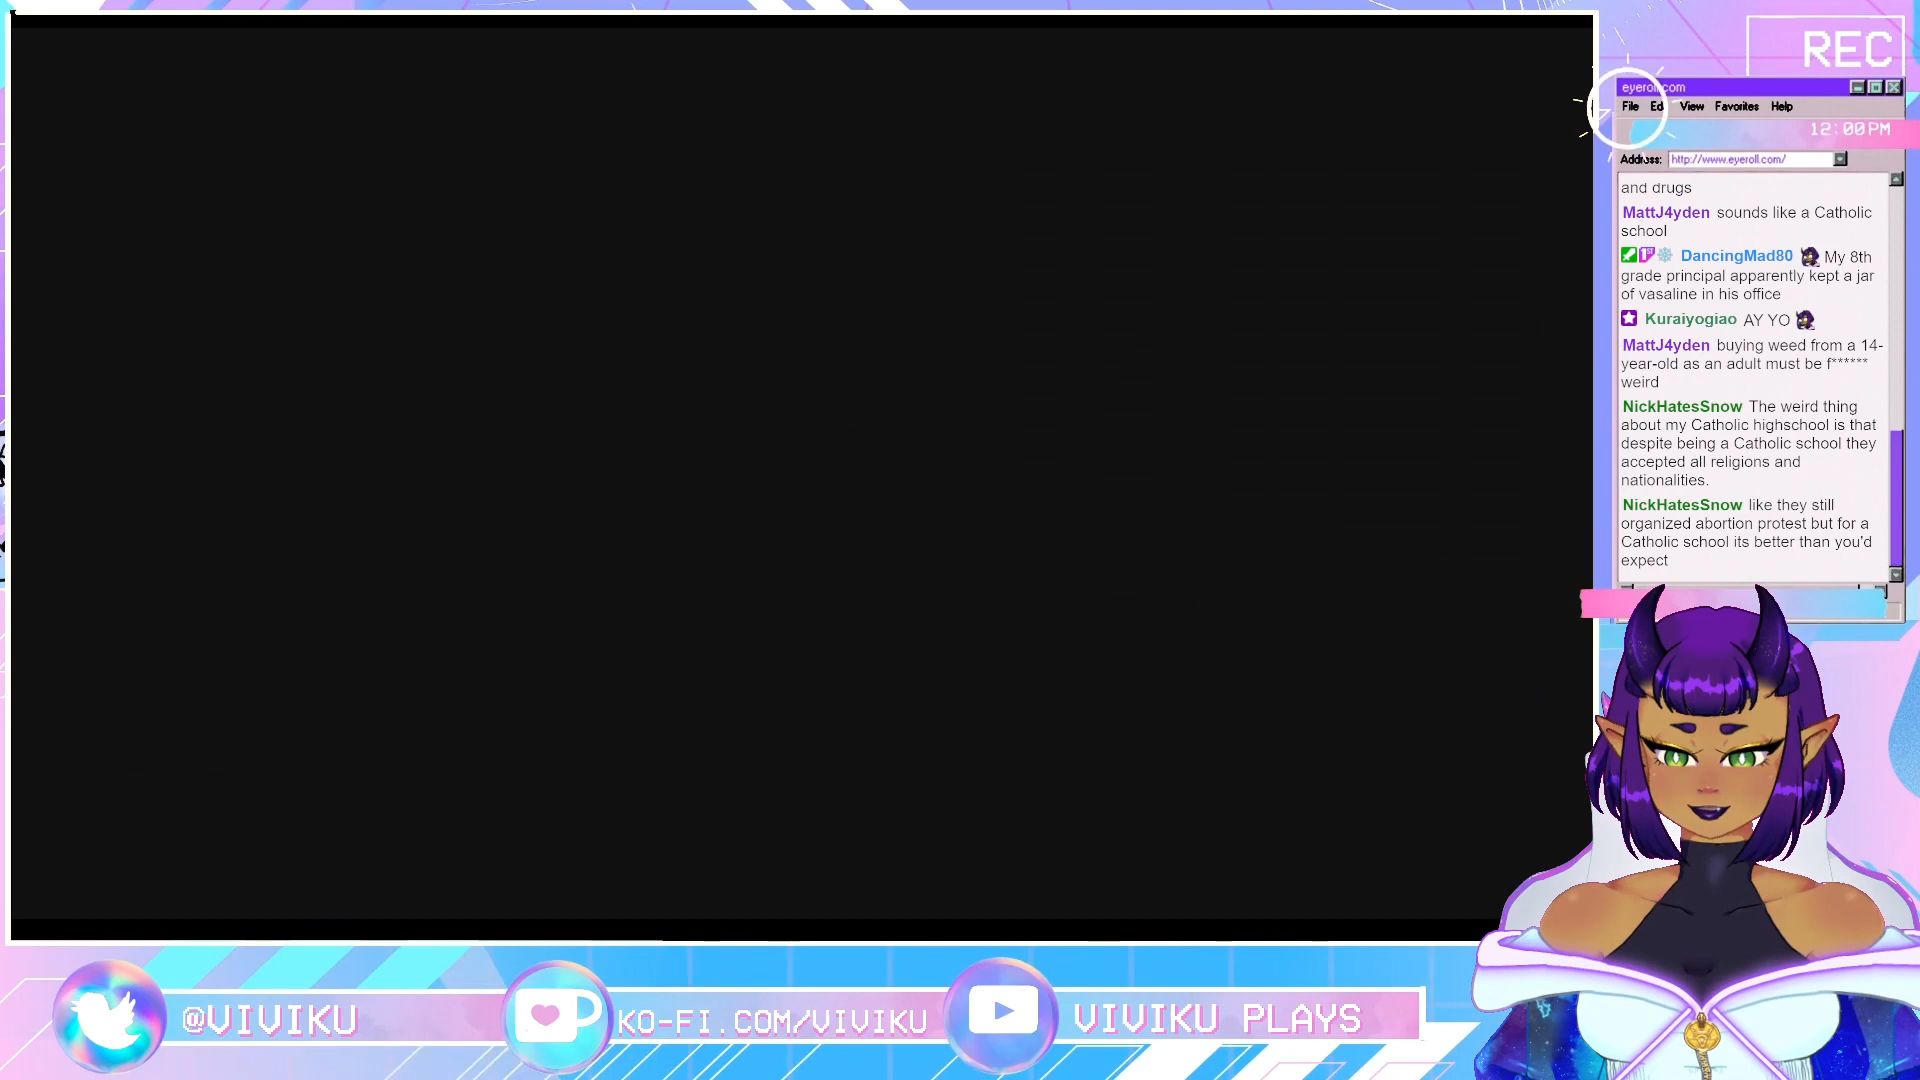 REC
eyeroll.com
File Ed View Favorites Help
12:00PM
Address: http://www.eyeroll.com/
and drugs
MattJ4yden sounds like a Catholic
school
DancingMad80 My 8th
grade principal apparently kept a jar
of vasaline in his office
Kuraiyogiao AY YO
MattJ4yden buying weed from a 14-
year-old as an adult must be f******
weird
NickHatesSnow The weird thing
about my Catholic highschool is that
despite being a Catholic school they
accepted all religions and
nationalities.
NickHatesSnow like they still
organized abortion protest but for a
Catholic school its better than you'd
expect
@VIVIKU
KO-FI.COM/VIVIKU
VIVIKU PLAYS